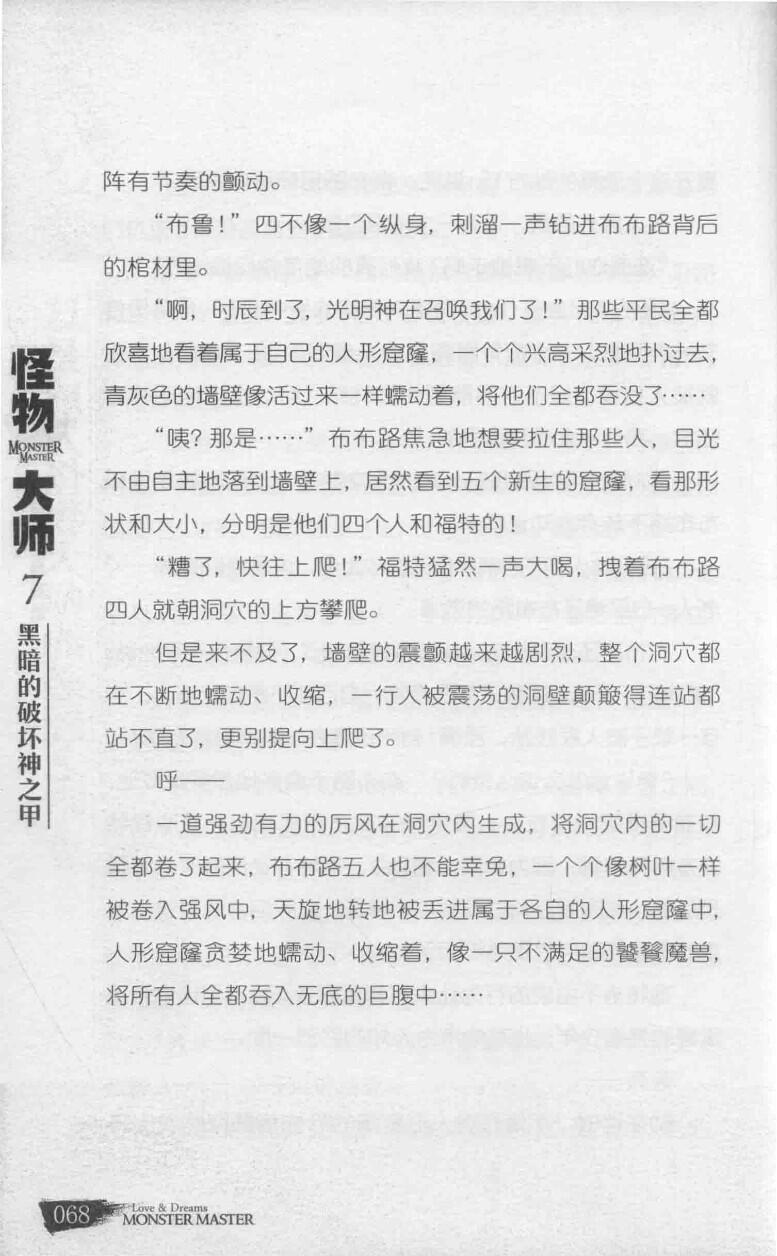 阵有节奏的颤动。
“布鲁！”四不像一个纵身，刺溜一声钻进布布路背后
的棺材里。
“啊，时辰到了，光明神在召唤我们了！”那些平民全都
欣喜地看着属于自己的人形窟窿，一个个兴高采烈地扑过去，
青灰色的墙壁像活过来一样蠕动着，将他们全都吞没了……
“咦？那是……”布布路焦急地想要拉住那些人，目光
不由自主地落到墙壁上，居然看到五个新生的窟窿，看那形
状和大小，分明是他们四个人和福特的！
“糟了，快往上爬！”福特猛然一声大喝，拽着布布路
四人就朝洞穴的上方攀爬。
但是来不及了，墙壁的震颤越来越剧烈，整个洞穴都
在不断地蠕动、收缩，一行人被震荡的洞壁颠簸得连站都
站不直了，更别提向上爬了。
呼——
一道强劲有力的厉风在洞穴内生成，将洞穴内的一切
全都卷了起来，布布路五人也不能幸免，一个个像树叶一样
被卷入强风中，天旋地转地被丢进属于各自的人形窟窿中，
人形窟窿贪婪地蠕动、收缩着，像一只不满足的饕餮魔兽，
将所有人全都吞入无底的巨腹中……
怪物
MONSTER
MASTER
大师
7
黑暗的破坏神之甲
068
Love & Dreams
MONSTER MASTER